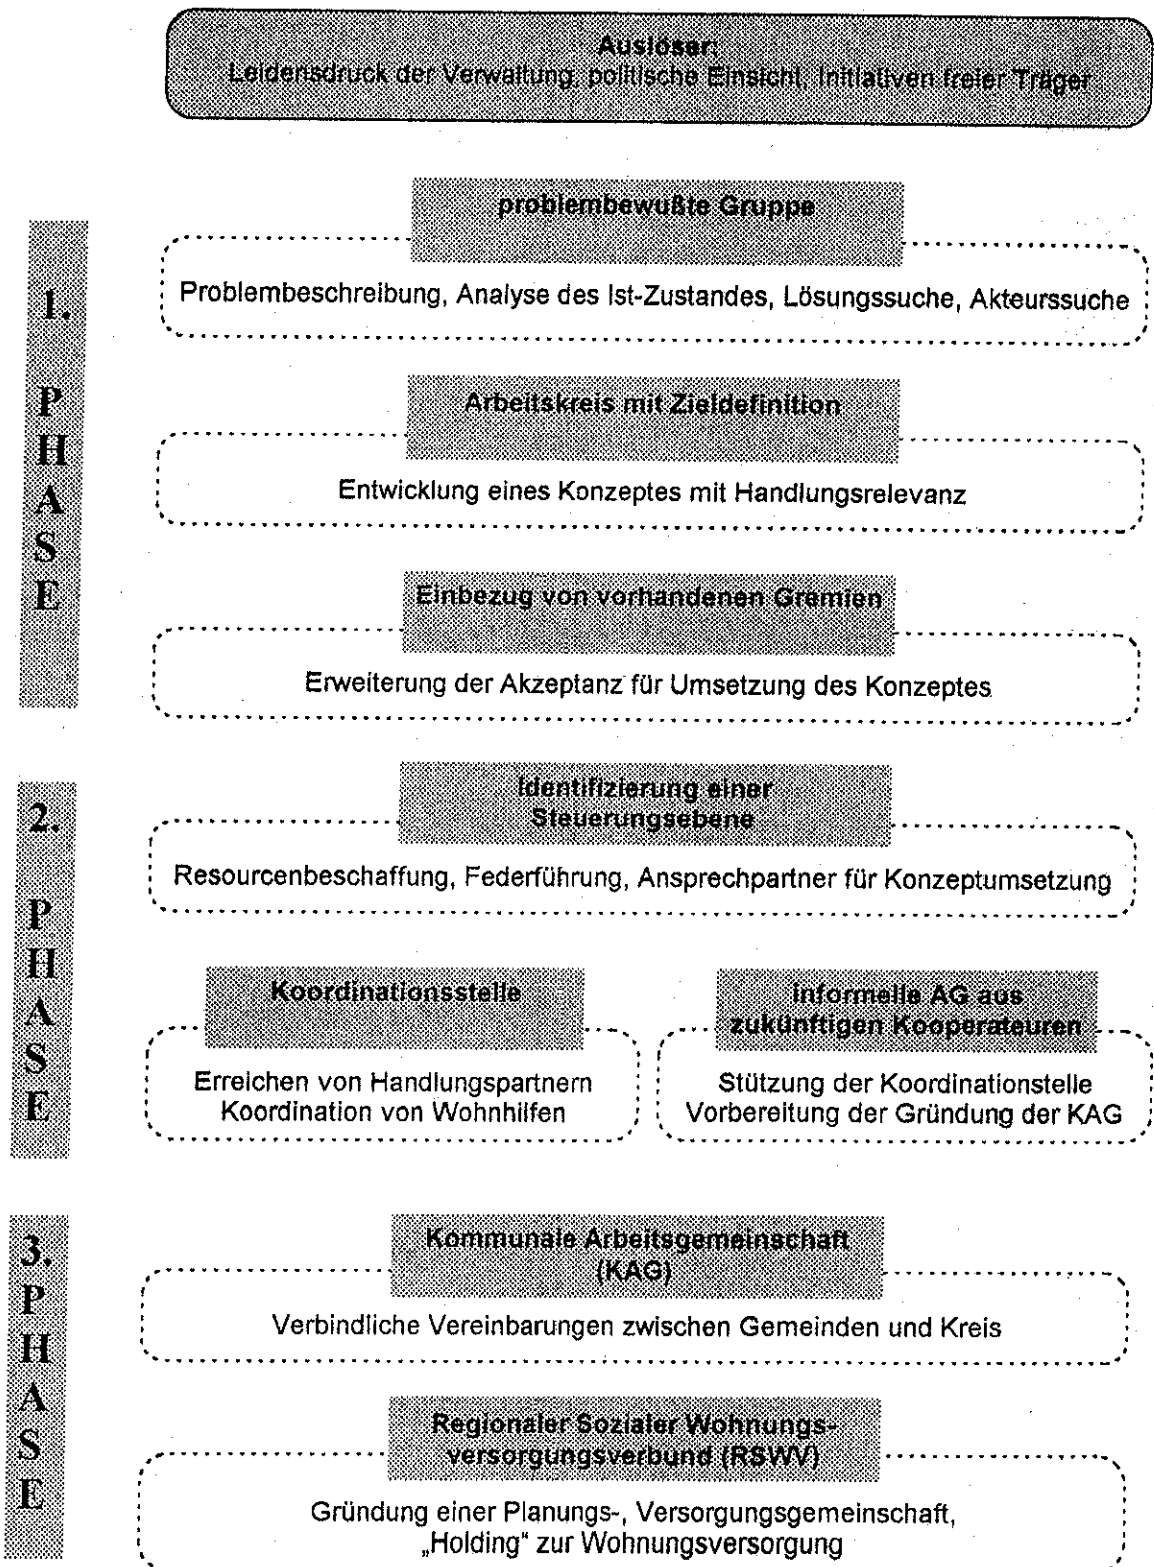 Auslöser:
Leidensdruck der Verwaltung, politische Einsicht, Initiativen freier Träger
1. PHASE
problembewußte Gruppe
Problembeschreibung, Analyse des Ist-Zustandes, Lösungssuche, Akteurssuche
Arbeitskreis mit Zieldefinition
Entwicklung eines Konzeptes mit Handlungsrelevanz
Einbezug von vorhandenen Gremien
Erweiterung der Akzeptanz für Umsetzung des Konzeptes
2. PHASE
Identifizierung einer
Steuerungsebene
Resourcenbeschaffung, Federführung, Ansprechpartner für Konzeptumsetzung
Koordinationsstelle
Erreichen von Handlungspartnern
Koordination von Wohnhilfen
informelle AG aus
zukünftigen Kooperateuren
Stützung der Koordinationstelle
Vorbereitung der Gründung der KAG
3. PHASE
Kommunale Arbeitsgemeinschaft
(KAG)
Verbindliche Vereinbarungen zwischen Gemeinden und Kreis
Regionaler Sozialer Wohnungs-
versorgungsverbund (RSWV)
Gründung einer Planungs-, Versorgungsgemeinschaft,
„Holding" zur Wohnungsversorgung